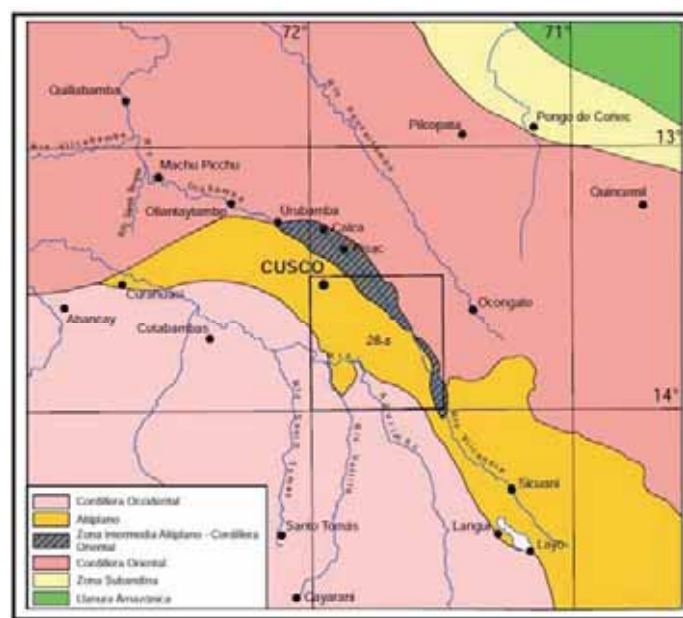 72°
71°
Quillabamba
Pilcopata
Pongo de Coñec
13°
Machu Picchu
Quincemil
Ollantaytambo
Urubamba
Calca
Pisac
CUSCO
Curahuasi
Ocongate
Abancay
Cotabambas
28-s
14°
Río Vilcanota
Sicuani
Santo Tomás
Langui
Layo
Cayarani
Cordillera Occidental
Altiplano
Zona intermedia Altiplano - Cordillera
Oriental
Cordillera Oriental
Zona Subandina
Llanura Amazónica